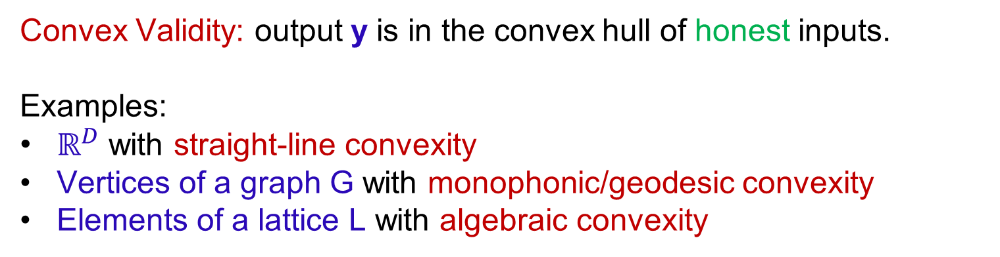 Convex Validity: output y is in the convex hull of honest inputs.
Examples:
• ℝᴰ with straight-line convexity
• Vertices of a graph G with monophonic/geodesic convexity
• Elements of a lattice L with algebraic convexity